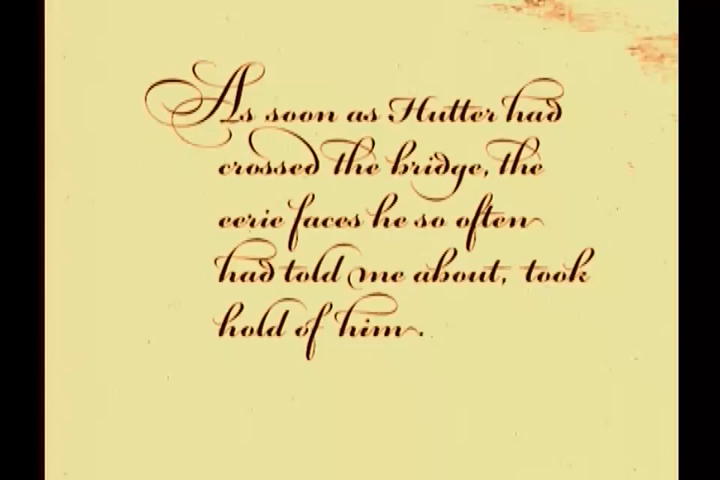 As soon as Hutter had
crossed the bridge, the
eerie faces he so often
had told me about, took
hold of him.